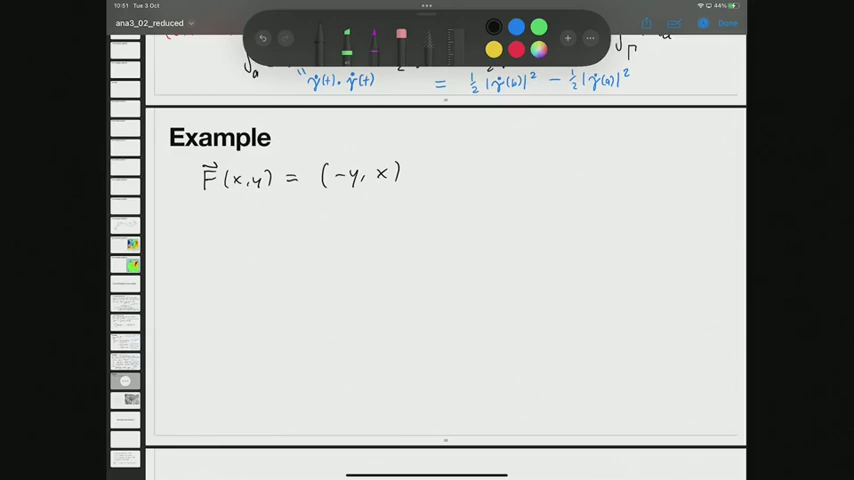 10:51 Tue 3 Oct
44%
ana3_02_reduced
Done
γ̇(t) · γ̇(t) = ½ |γ̇(b)|² − ½ |γ̇(a)|²
Example
F⃗(x,y) = (-y, x)